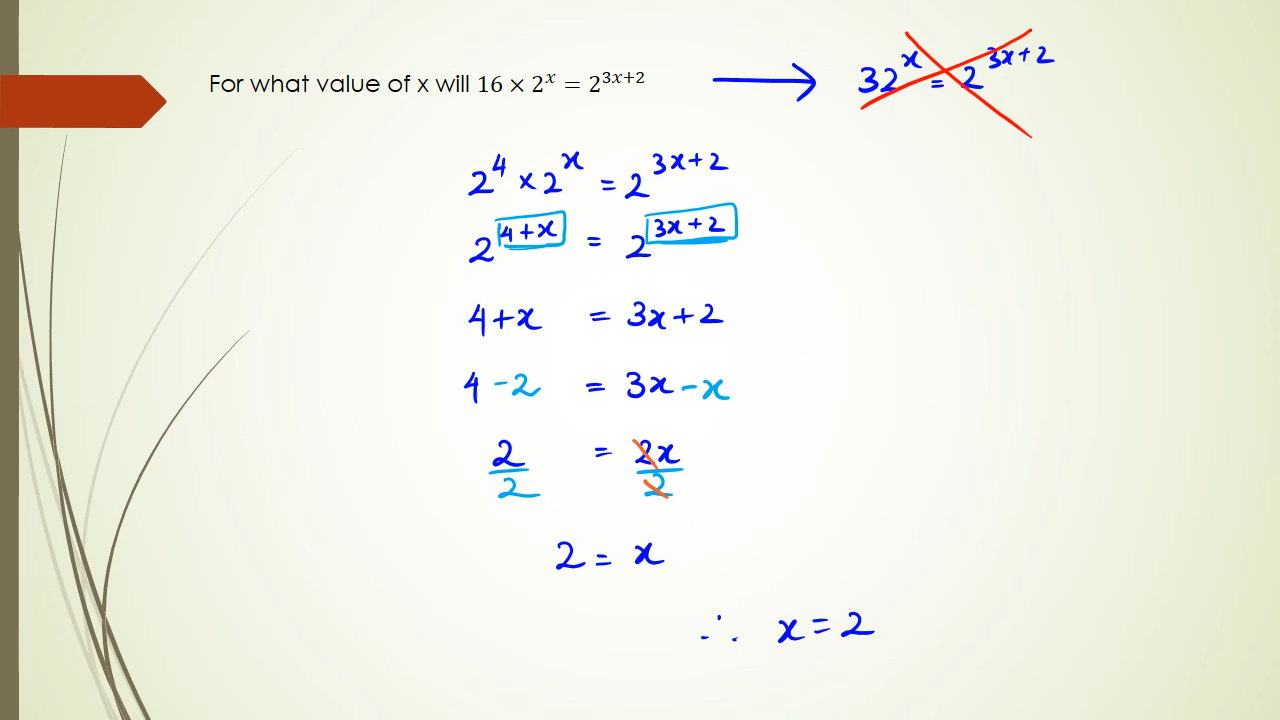 For what value of x will 16 × 2^x = 2^{3x+2} → 32^x = 2^{3x+2}
2^4 × 2^x = 2^{3x+2}
2^{4+x} = 2^{3x+2}
4+x = 3x+2
4 -2 = 3x -x
2/2 = 2x/2
2 = x
∴ x = 2